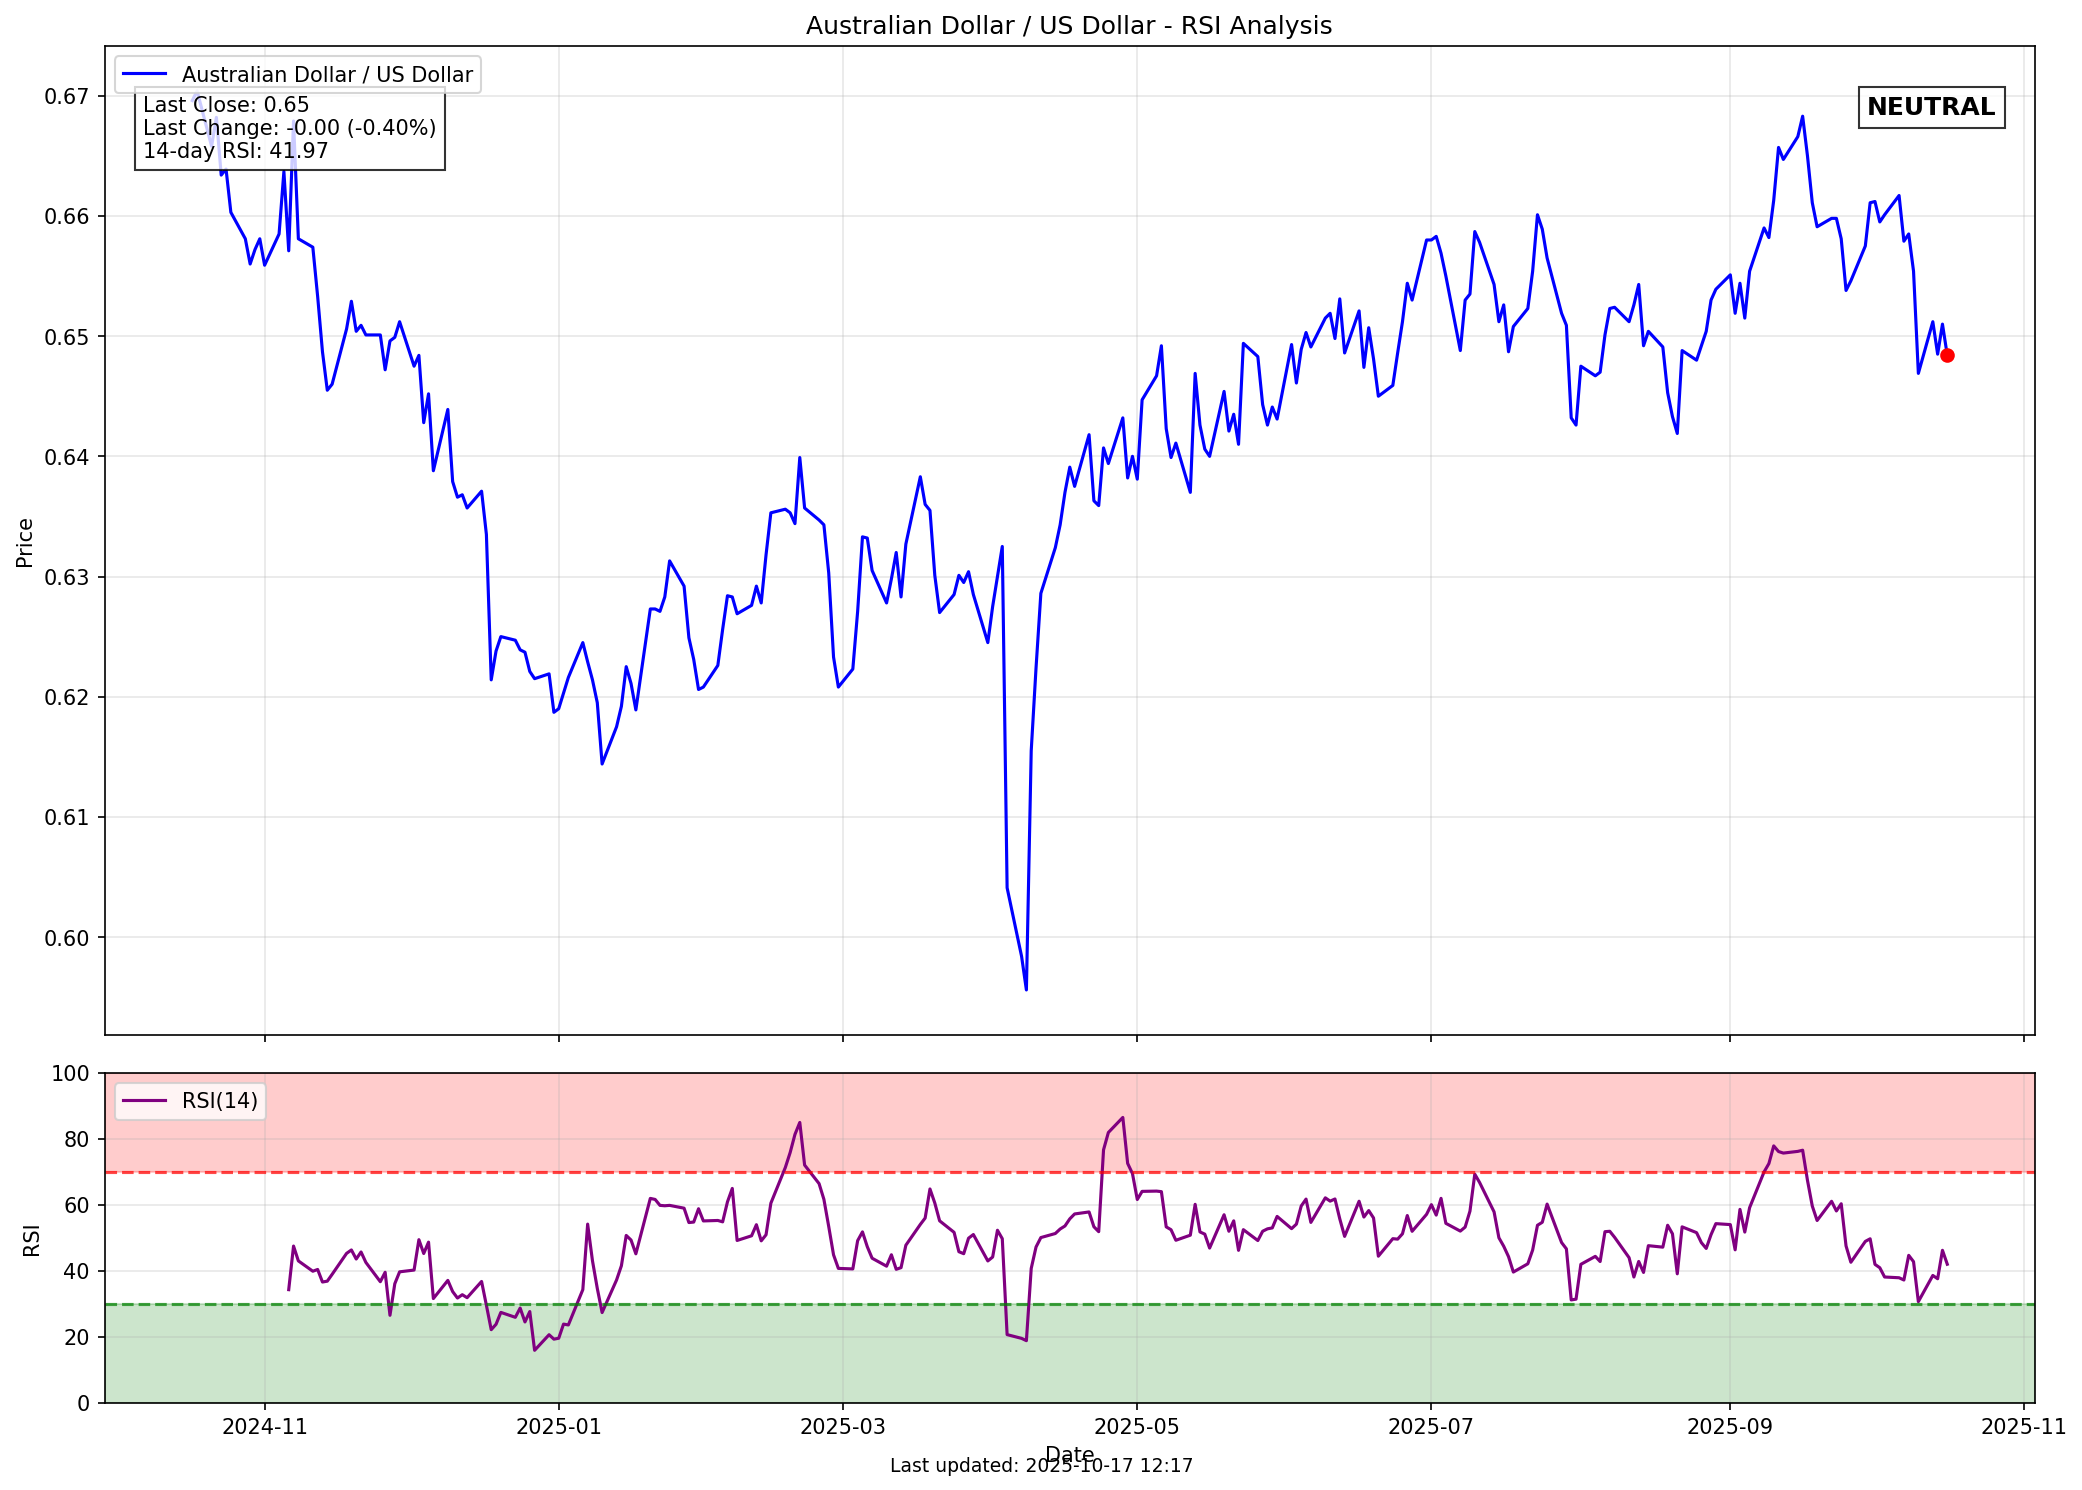 Australian Dollar / US Dollar - RSI Analysis
Australian Dollar / US Dollar
Last Close: 0.65
Last Change: -0.00 (-0.40%)
14-day RSI: 41.97
NEUTRAL
0.67
0.66
0.65
0.64
0.63
0.62
0.61
0.60
Price
RSI(14)
100
80
60
40
20
0
RSI
2024-11
2025-01
2025-03
2025-05
2025-07
2025-09
2025-11
Date
Last updated: 2025-10-17 12:17